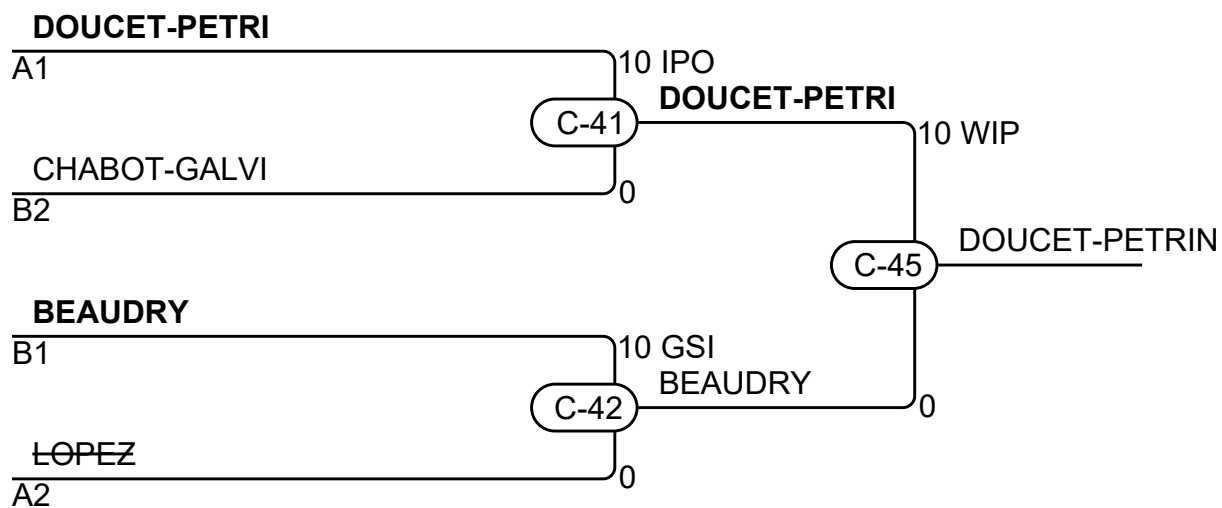 DOUCET-PETRI
A1
10 IPO
DOUCET-PETRI
C-41
10 WIP
CHABOT-GALVI
B2
0
DOUCET-PETRIN
C-45
BEAUDRY
B1
10 GSI
BEAUDRY
C-42
0
LOPEZ
A2
0